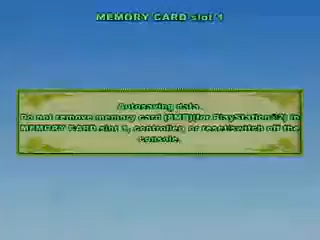 MEMORY CARD slot 1
Autosaving data.
Do not remove memory card (8MB)(for PlayStation®2) in
MEMORY CARD slot 1, controller, or reset/switch off the
console.